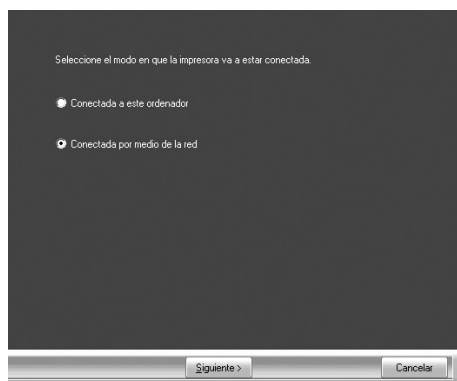 Seleccione el modo en que la impresora va a estar conectada.
Conectada a este ordenador
Conectada por medio de la red
Siguiente >
Cancelar